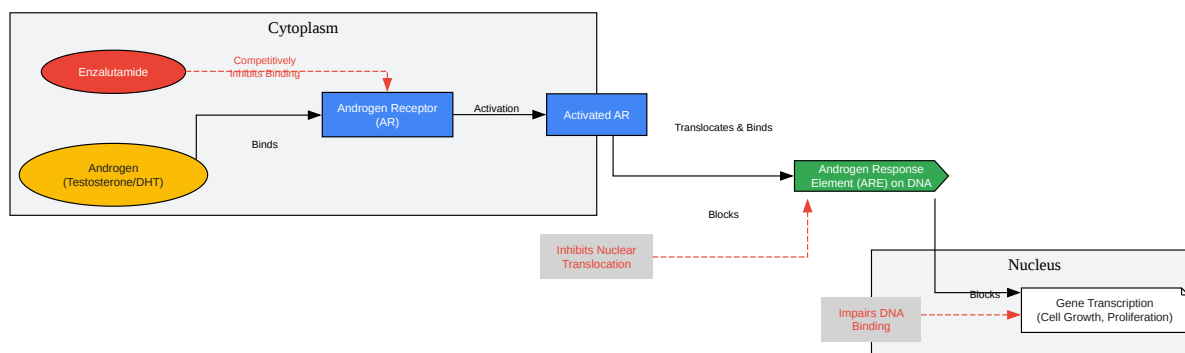 Cytoplasm
Enzalutamide
Competitively
Inhibits Binding
Androgen Receptor
(AR)
Activation
Activated AR
Binds
Androgen
(Testosterone/DHT)
Translocates & Binds
Androgen Response
Element (ARE) on DNA
Blocks
Inhibits Nuclear
Translocation
Nucleus
Blocks
Gene Transcription
(Cell Growth, Proliferation)
Impairs DNA
Binding